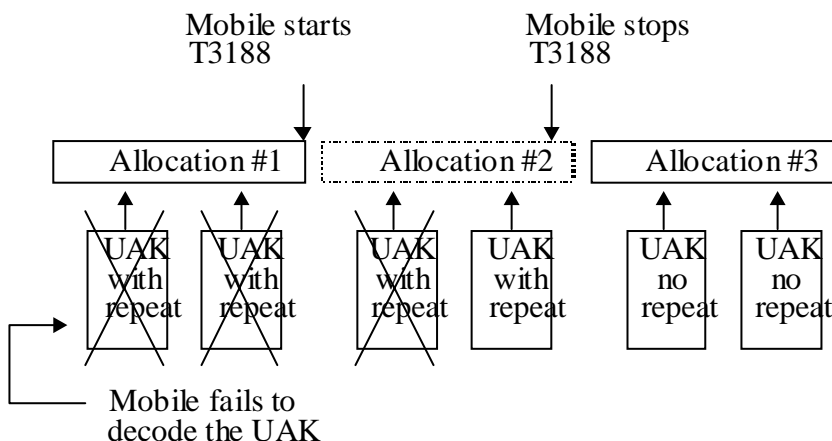 Mobile starts
T3188
Mobile stops
T3188
Allocation #1
Allocation #2
Allocation #3
UAK
with
repeat
UAK
with
repeat
UAK
with
repeat
UAK
with
repeat
UAK
no
repeat
UAK
no
repeat
Mobile fails to
decode the UAK